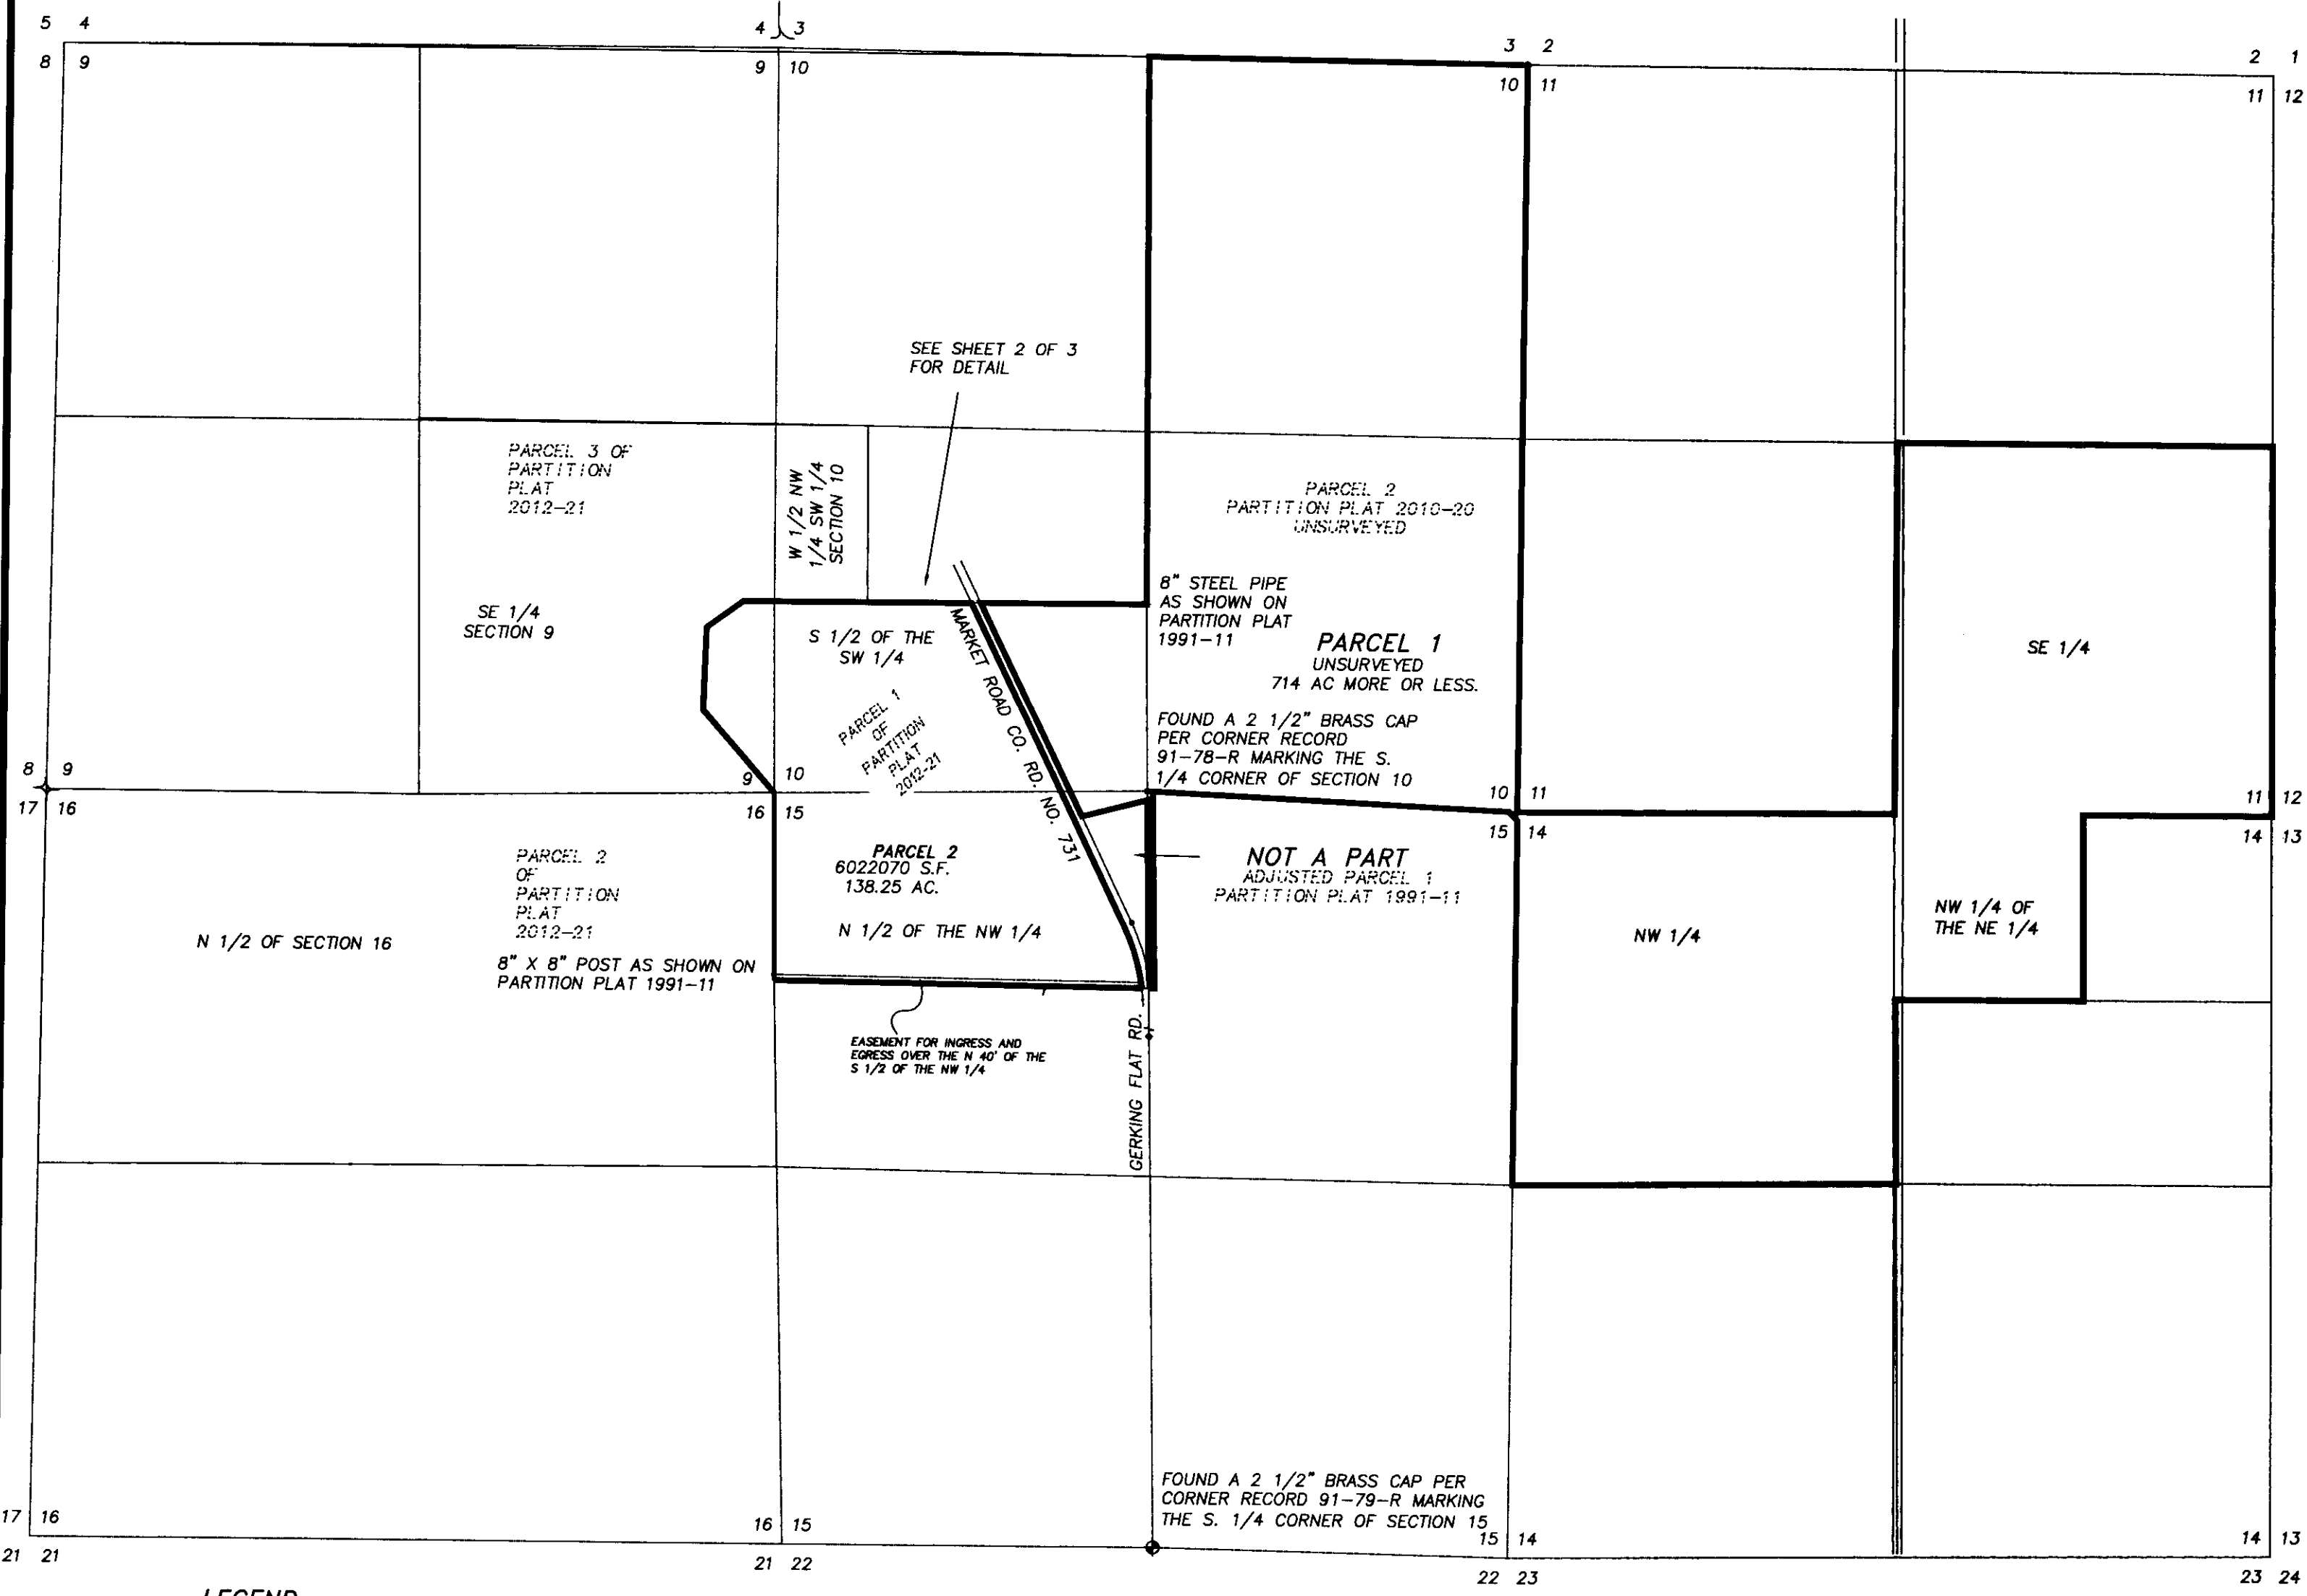 5 4
4 3
3 2
2 1
8 9
9 10
10 11
11 12
SEE SHEET 2 OF 3
FOR DETAIL
PARCEL 3 OF
PARTITION
PLAT
2012-21
W 1/2 NW
1/4 SW 1/4
SECTION 10
PARCEL 2
PARTITION PLAT 2010-20
UNSURVEYED
8" STEEL PIPE
AS SHOWN ON
PARTITION PLAT
1991-11
SE 1/4
SECTION 9
S 1/2 OF THE
SW 1/4
MARKET ROAD CO. RD. NO. 731
PARCEL 1
UNSURVEYED
714 AC MORE OR LESS.
SE 1/4
PARCEL 1
OF
PARTITION
PLAT
2012-21
FOUND A 2 1/2" BRASS CAP
PER CORNER RECORD
91-78-R MARKING THE S.
1/4 CORNER OF SECTION 10
8 9
9 10
10 11
11 12
17 16
16 15
15 14
14 13
PARCEL 2
OF
PARTITION
PLAT
2012-21
PARCEL 2
6022070 S.F.
138.25 AC.
NOT A PART
ADJUSTED PARCEL 1
PARTITION PLAT 1991-11
N 1/2 OF SECTION 16
N 1/2 OF THE NW 1/4
NW 1/4
NW 1/4 OF
THE NE 1/4
8" X 8" POST AS SHOWN ON
PARTITION PLAT 1991-11
EASEMENT FOR INGRESS AND
EGRESS OVER THE N 40' OF THE
S 1/2 OF THE NW 1/4
GERKING FLAT RD.
FOUND A 2 1/2" BRASS CAP PER
CORNER RECORD 91-79-R MARKING
THE S. 1/4 CORNER OF SECTION 15
17 16
16 15
15 14
14 13
21 21
21 22
22 23
23 24
LEGEND